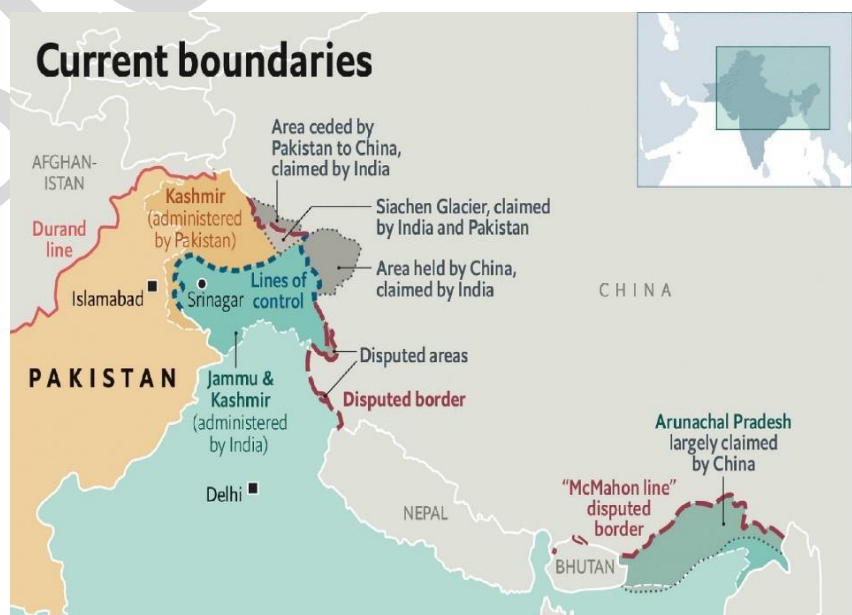 Current boundaries
Area ceded by
Pakistan to China,
claimed by India
AFGHAN-
ISTAN
Kashmir
(administered
by Pakistan)
Siachen Glacier, claimed
by India and Pakistan
Durand
line
Area held by China,
claimed by India
Lines of
control
Islamabad
Srinagar
CHINA
Disputed areas
PAKISTAN
Jammu &
Kashmir
(administered
by India)
Disputed border
Arunachal Pradesh
largely claimed
by China
"McMahon line"
disputed
border
Delhi
NEPAL
BHUTAN